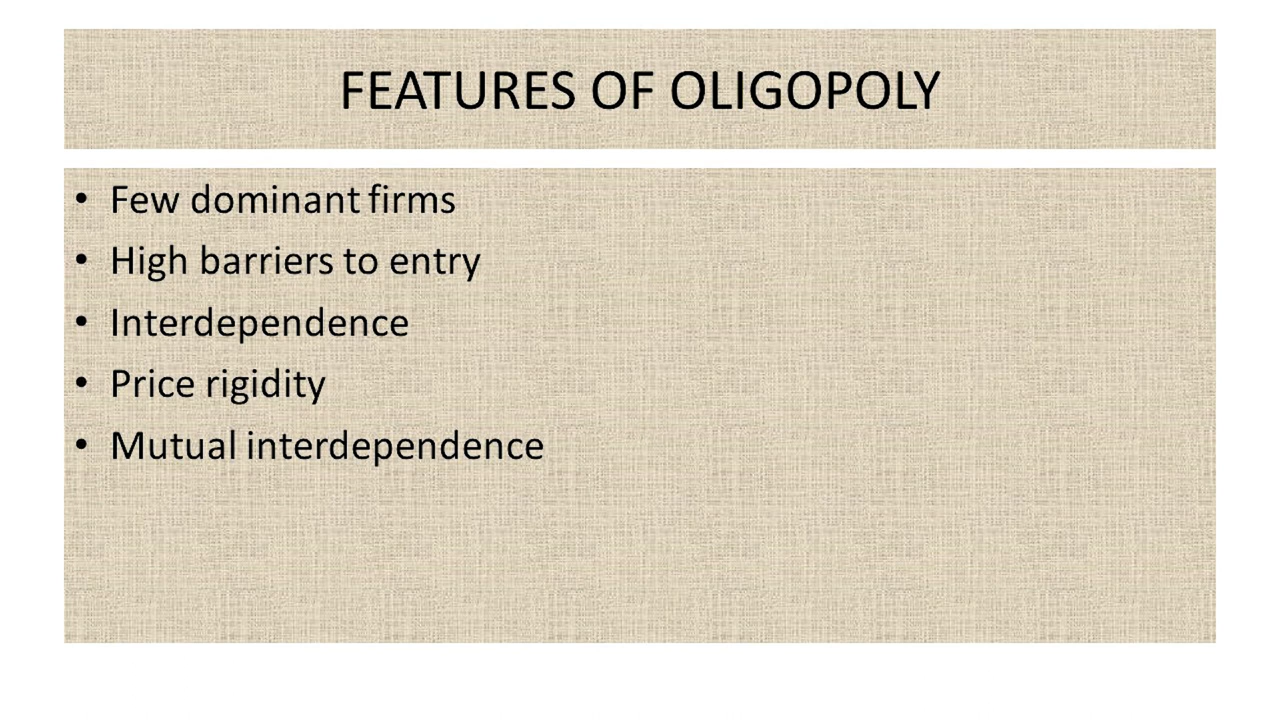 FEATURES OF OLIGOPOLY
• Few dominant firms
• High barriers to entry
• Interdependence
• Price rigidity
• Mutual interdependence